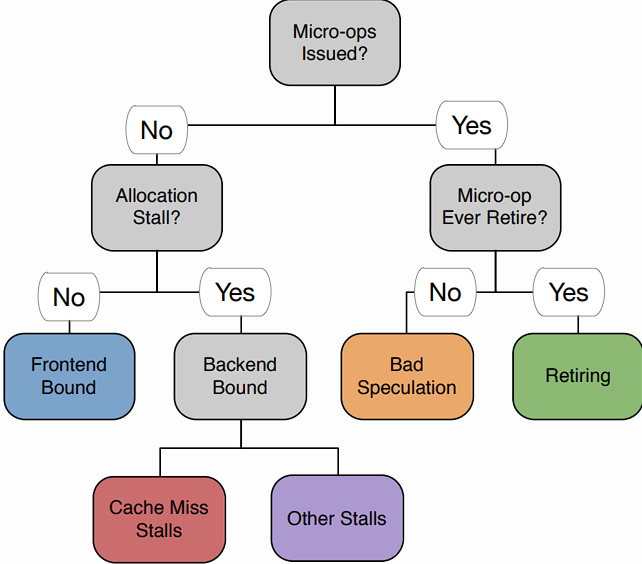 Micro-ops
Issued?
No
Yes
Allocation
Stall?
Micro-op
Ever Retire?
No
Yes
No
Yes
Frontend
Bound
Backend
Bound
Bad
Speculation
Retiring
Cache Miss
Stalls
Other Stalls